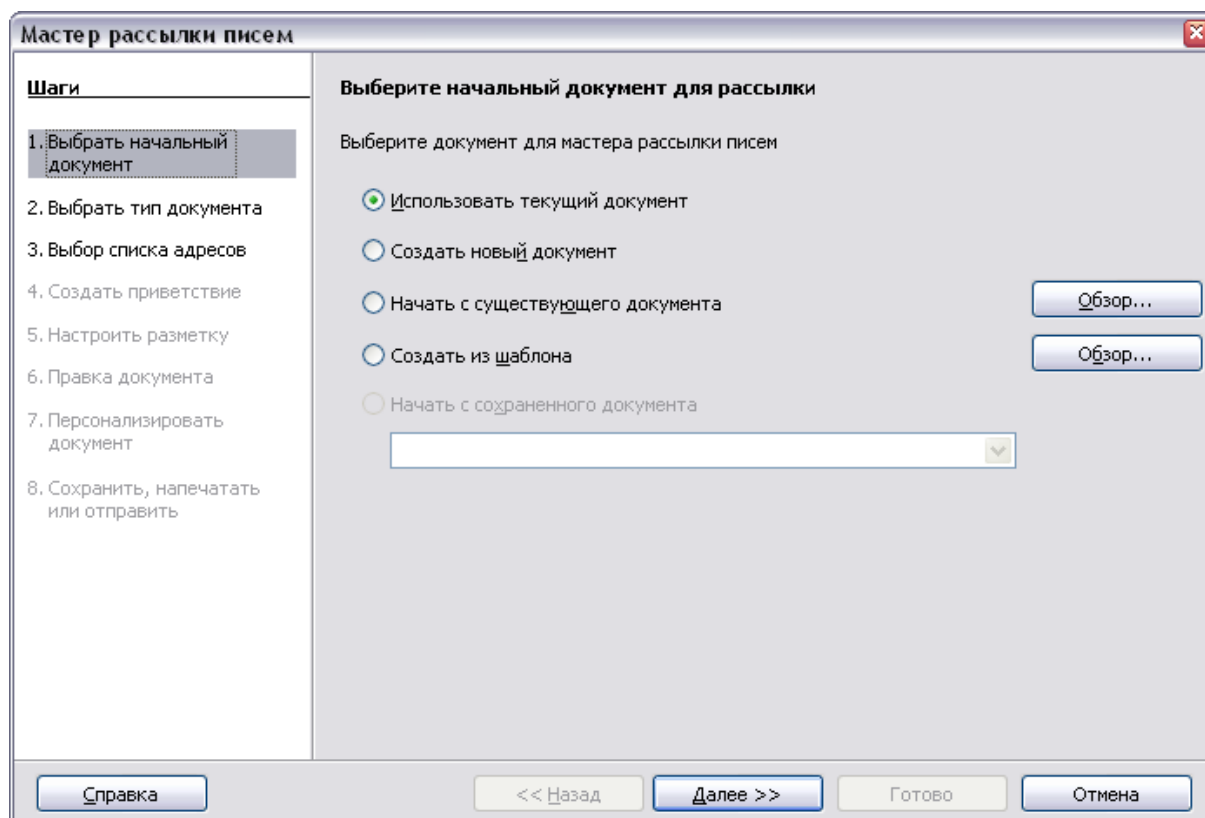 Мастер рассылки писем
Шаги
1. Выбрать начальный
документ
2. Выбрать тип документа
3. Выбор списка адресов
4. Создать приветствие
5. Настроить разметку
6. Правка документа
7. Персонализировать
документ
8. Сохранить, напечатать
или отправить
Выберите начальный документ для рассылки
Выберите документ для мастера рассылки писем
Использовать текущий документ
Создать новый документ
Начать с существующего документа
Обзор...
Создать из шаблона
Обзор...
Начать с сохраненного документа
Справка
<< Назад
Далее >>
Готово
Отмена